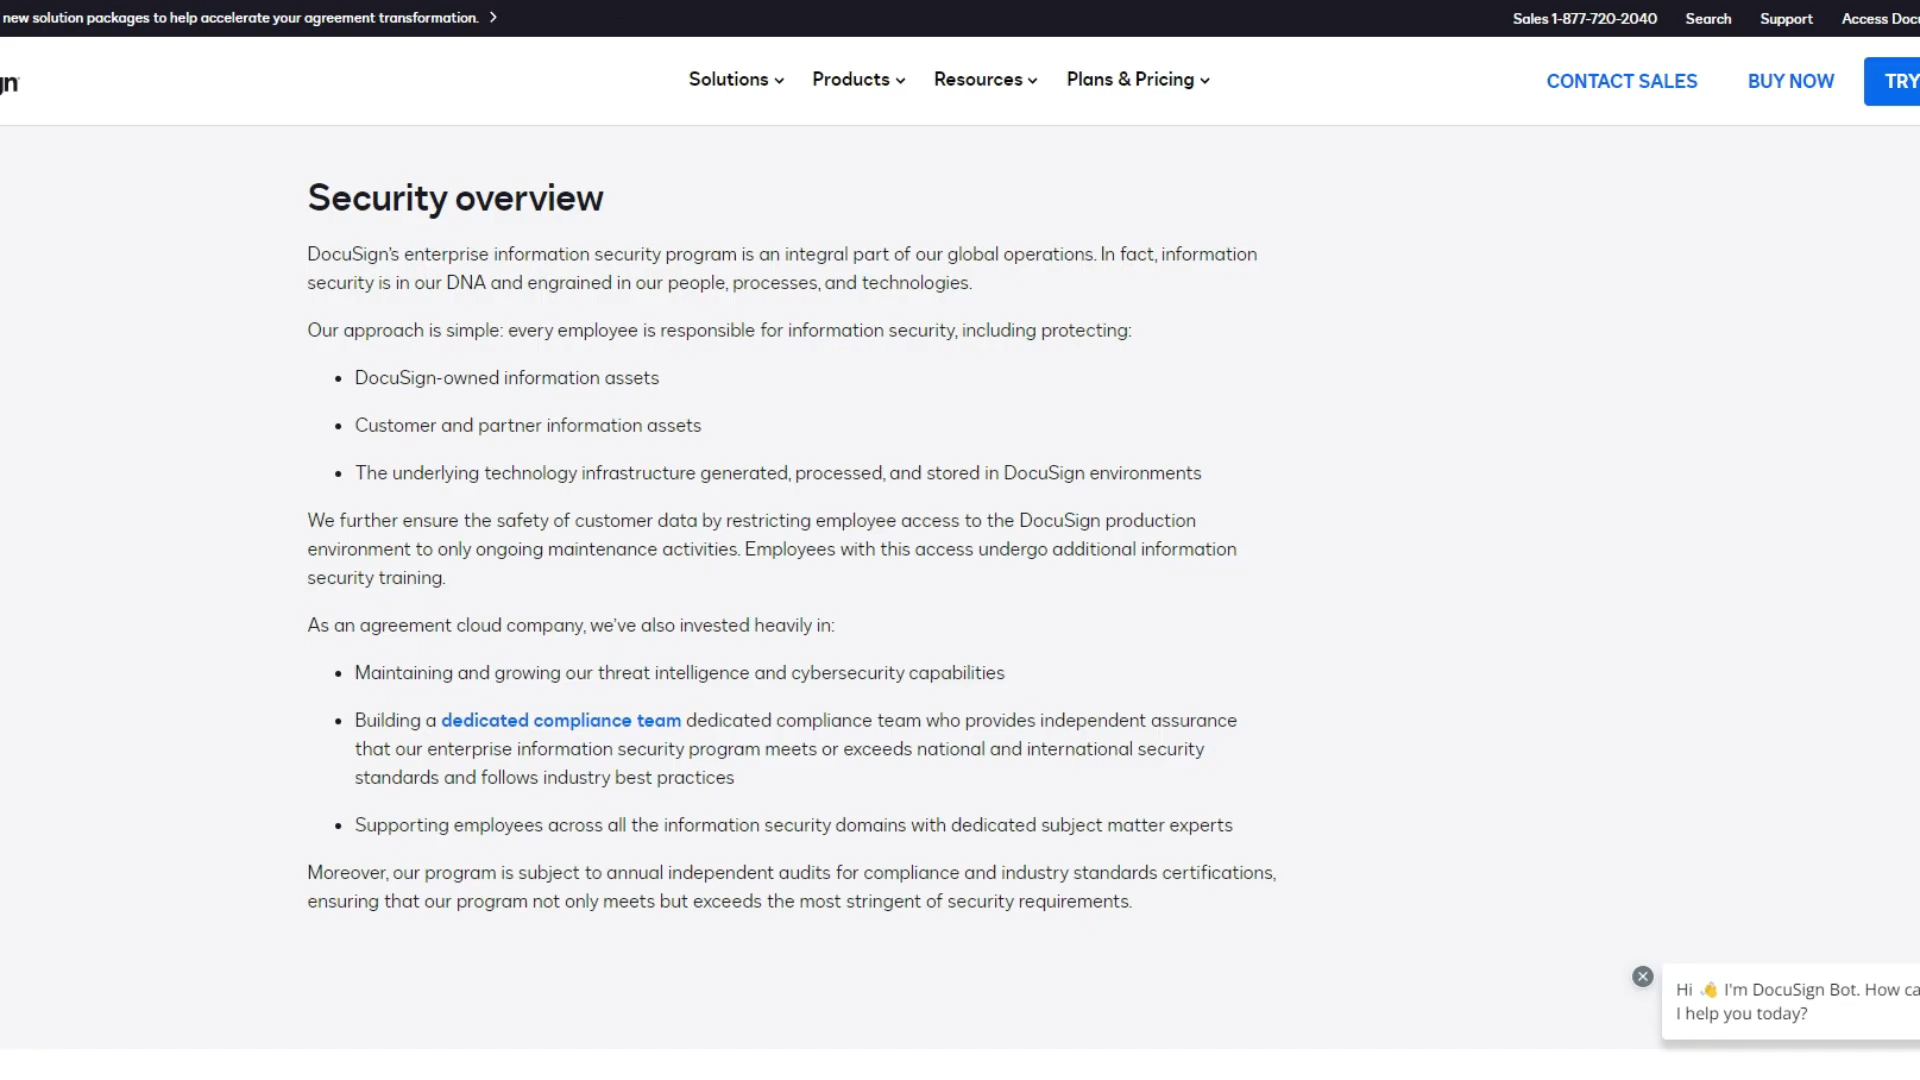 new solution packages to help accelerate your agreement transformation.
Sales 1-877-720-2040 Search Support Access Docu
gn
Solutions Products Resources Plans & Pricing
CONTACT SALES BUY NOW TRY
Security overview
DocuSign's enterprise information security program is an integral part of our global operations. In fact, information
security is in our DNA and engrained in our people, processes, and technologies.
Our approach is simple: every employee is responsible for information security, including protecting:
• DocuSign-owned information assets
• Customer and partner information assets
• The underlying technology infrastructure generated, processed, and stored in DocuSign environments
We further ensure the safety of customer data by restricting employee access to the DocuSign production
environment to only ongoing maintenance activities. Employees with this access undergo additional information
security training.
As an agreement cloud company, we've also invested heavily in:
• Maintaining and growing our threat intelligence and cybersecurity capabilities
• Building a dedicated compliance team dedicated compliance team who provides independent assurance
that our enterprise information security program meets or exceeds national and international security
standards and follows industry best practices
• Supporting employees across all the information security domains with dedicated subject matter experts
Moreover, our program is subject to annual independent audits for compliance and industry standards certifications,
ensuring that our program not only meets but exceeds the most stringent of security requirements.
Hi 👋 I'm DocuSign Bot. How ca
I help you today?